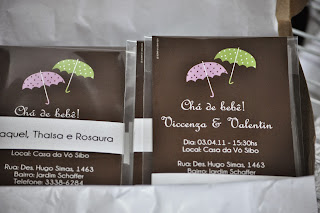 Chá de bebê!
aquel, Thaisa e Rosaura
Local: Casa da Vó Sibo
Rua: Des. Hugo Simas, 1463
Bairro: Jardim Schaffer
Telefone: 3338-6284
Chá de bebê!
Viccenza & Valentin
Data: 03.04.11 - 15:30hs
Local: Casa da Vó Sibo
Rua: Des. Hugo Simas, 1463
Bairro: Jardim Schaffer